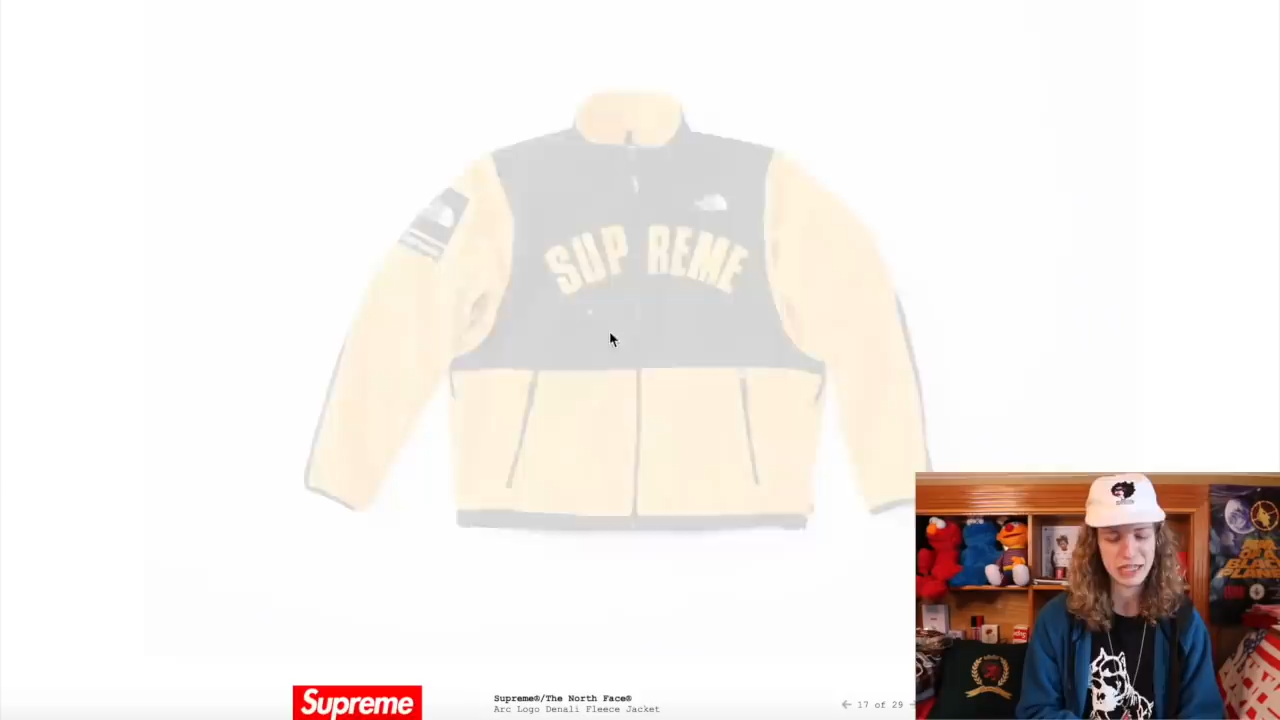 SUPREME
Supreme
Supreme®/The North Face®
Arc Logo Denali Fleece Jacket
17 of 29